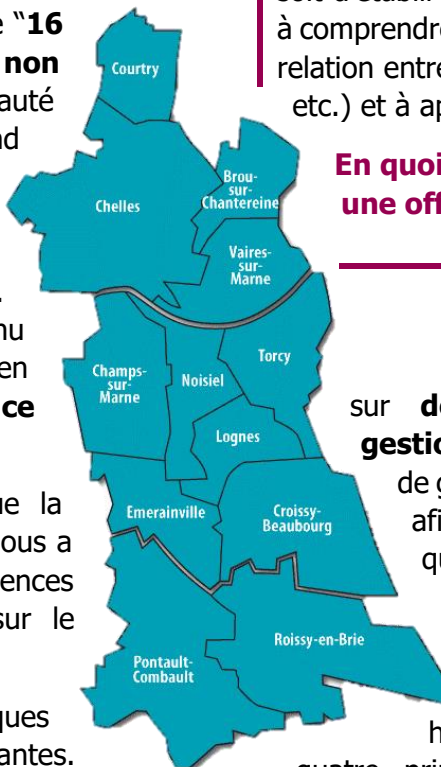 “16
non
auté
nd
nu
en
ce
ue la
ous a
ences
sur le
ques
antes.
à comprendre
relation entre
etc.) et à ap
En quoi
une off
sur de
gestio
de g
afi
qu
h
Courtry
Chelles
Brou-
sur-
Chantereine
Vaires-
sur-
Marne
Champs-
sur-
Marne
Noisiel
Torcy
Lognes
Emerainville
Croissy-
Beaubourg
Roissy-en-Brie
Pontault-
Combault